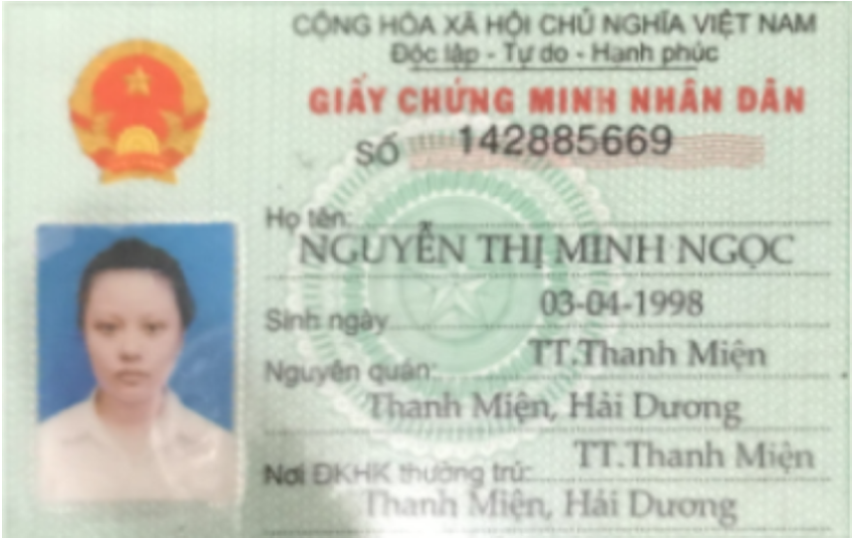 CỘNG HÒA XÃ HỘI CHỦ NGHĨA VIỆT NAM
Độc lập - Tự do - Hạnh phúc
GIẤY CHỨNG MINH NHÂN DÂN
SỐ 142885669
Họ tên:
NGUYỄN THỊ MINH NGỌC
Sinh ngày 03-04-1998
Nguyên quán: TT.Thanh Miện
Thanh Miện, Hải Dương
Nơi ĐKHK thường trú: TT.Thanh Miện
Thanh Miện, Hải Dương